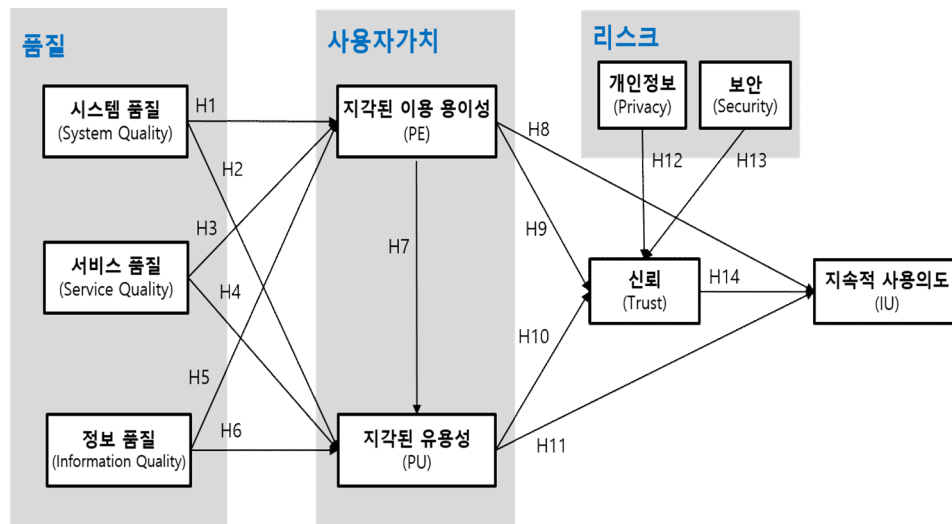 품질
사용자가치
리스크
시스템 품질
(System Quality)
H1
지각된 이용 용이성
(PE)
개인정보
(Privacy)
보안
(Security)
H8
H2
H12
H13
H3
H9
H7
서비스 품질
(Service Quality)
H4
신뢰
(Trust)
H14
지속적 사용의도
(IU)
H10
H5
H6
정보 품질
(Information Quality)
지각된 유용성
(PU)
H11